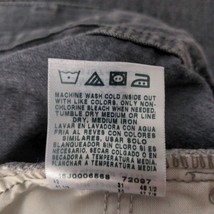 MACHINE WASH COLD INSIDE OUT
WITH LIKE COLORS, ONLY NON-
CHLORINE BLEACH WHEN NEEDED.
TUMBLE DRY MEDIUM OR LINE
DRY. MEDIUM IRON
LAVAR EN LAVADORA CON AGUA
FRIA AL REVES CON COLORES
SIMILARES. USAR SOLO
BLANQUEADOR SIN CLORO CUANDO
SEA NECESARIO. SECAR EN
SECADORA A TEMPERATURA MEDIA
PLANCHAR A TEMPERATURA MEDIA
72097